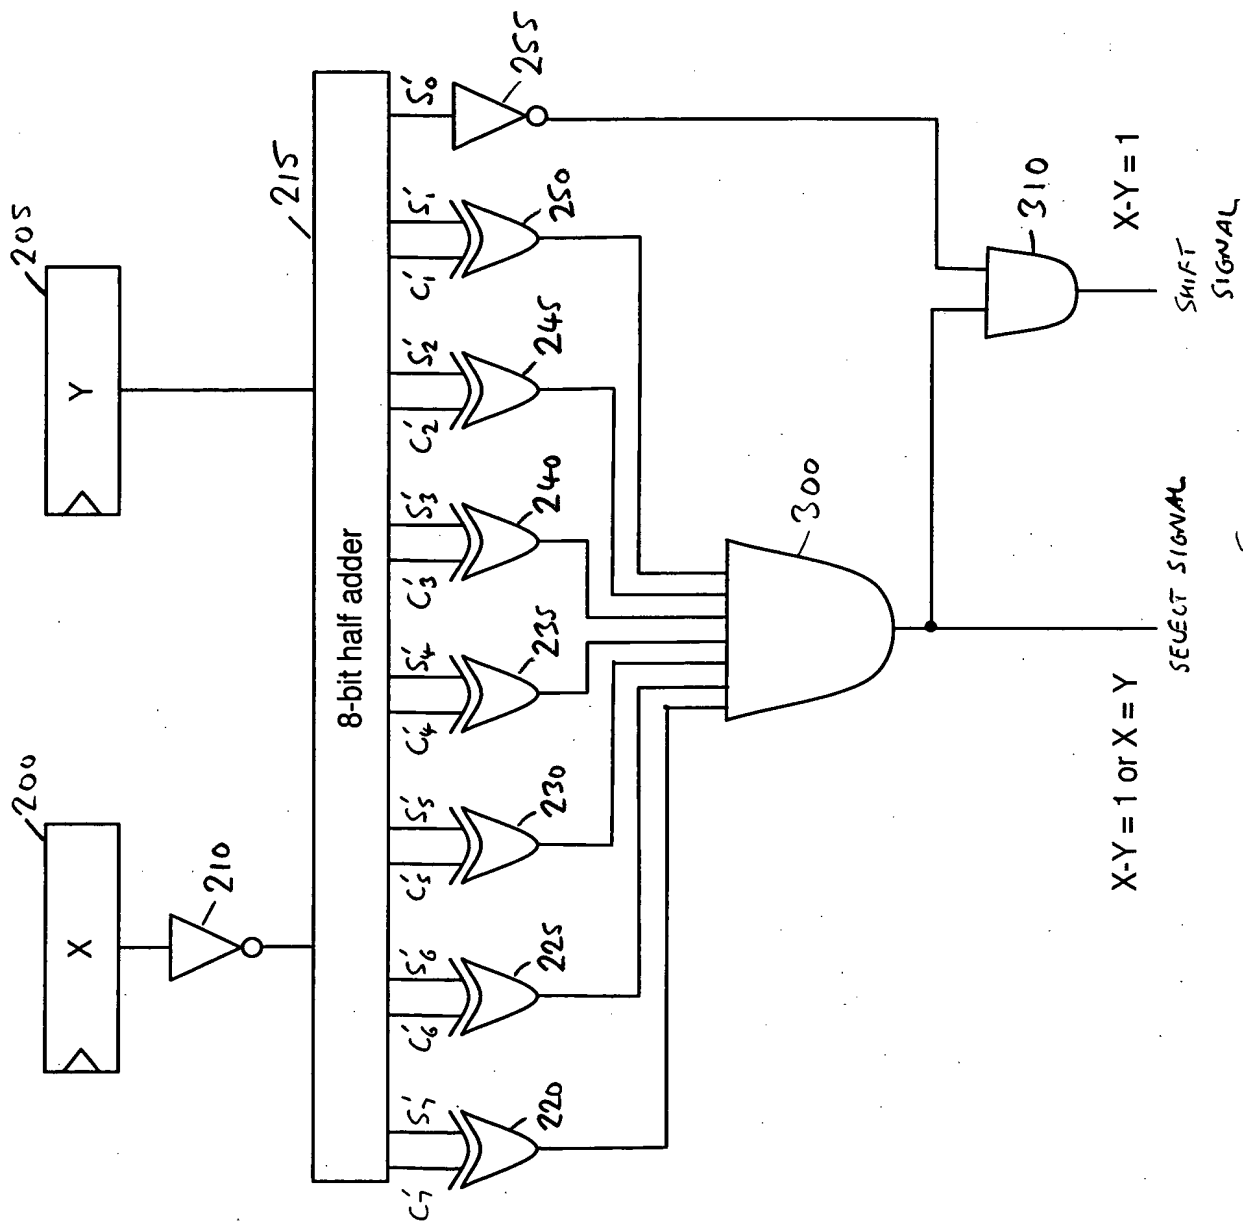 200
205
X
Y
210
215
8-bit half adder
C'7 S'7
C'6 S'6
C'5 S'5
C'4 S'4
C'3 S'3
C'2 S'2
C'1 S'1
S'0
220
225
230
235
240
245
250
255
300
310
X-Y = 1 or X = Y
SELECT SIGNAL
X-Y = 1
SHIFT
SIGNAL